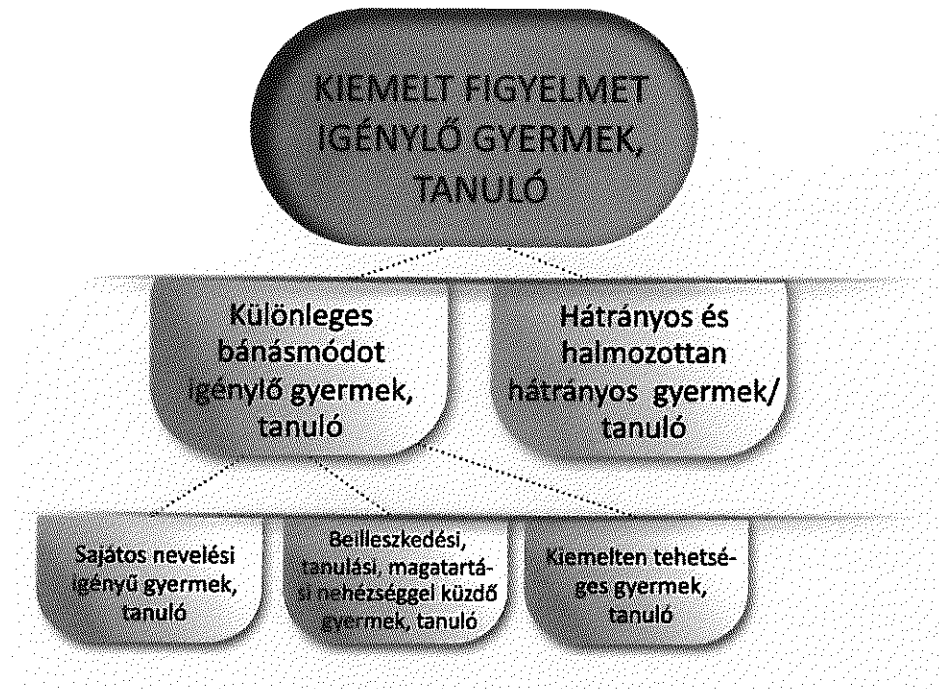 KIEMELT FIGYELMET
IGÉNYLŐ GYERMEK,
TANULÓ
Különleges
bánásmódot
igénylő gyermek,
tanuló
Hátrányos és
halmozottan
hátrányos gyermek/
tanuló
Sajátos nevelési
igényű gyermek,
tanuló
Beilleszkedési,
tanulási, magatartá-
si nehézséggel küzdő
gyermek, tanuló
Kiemelten tehetsé-
ges gyermek,
tanuló